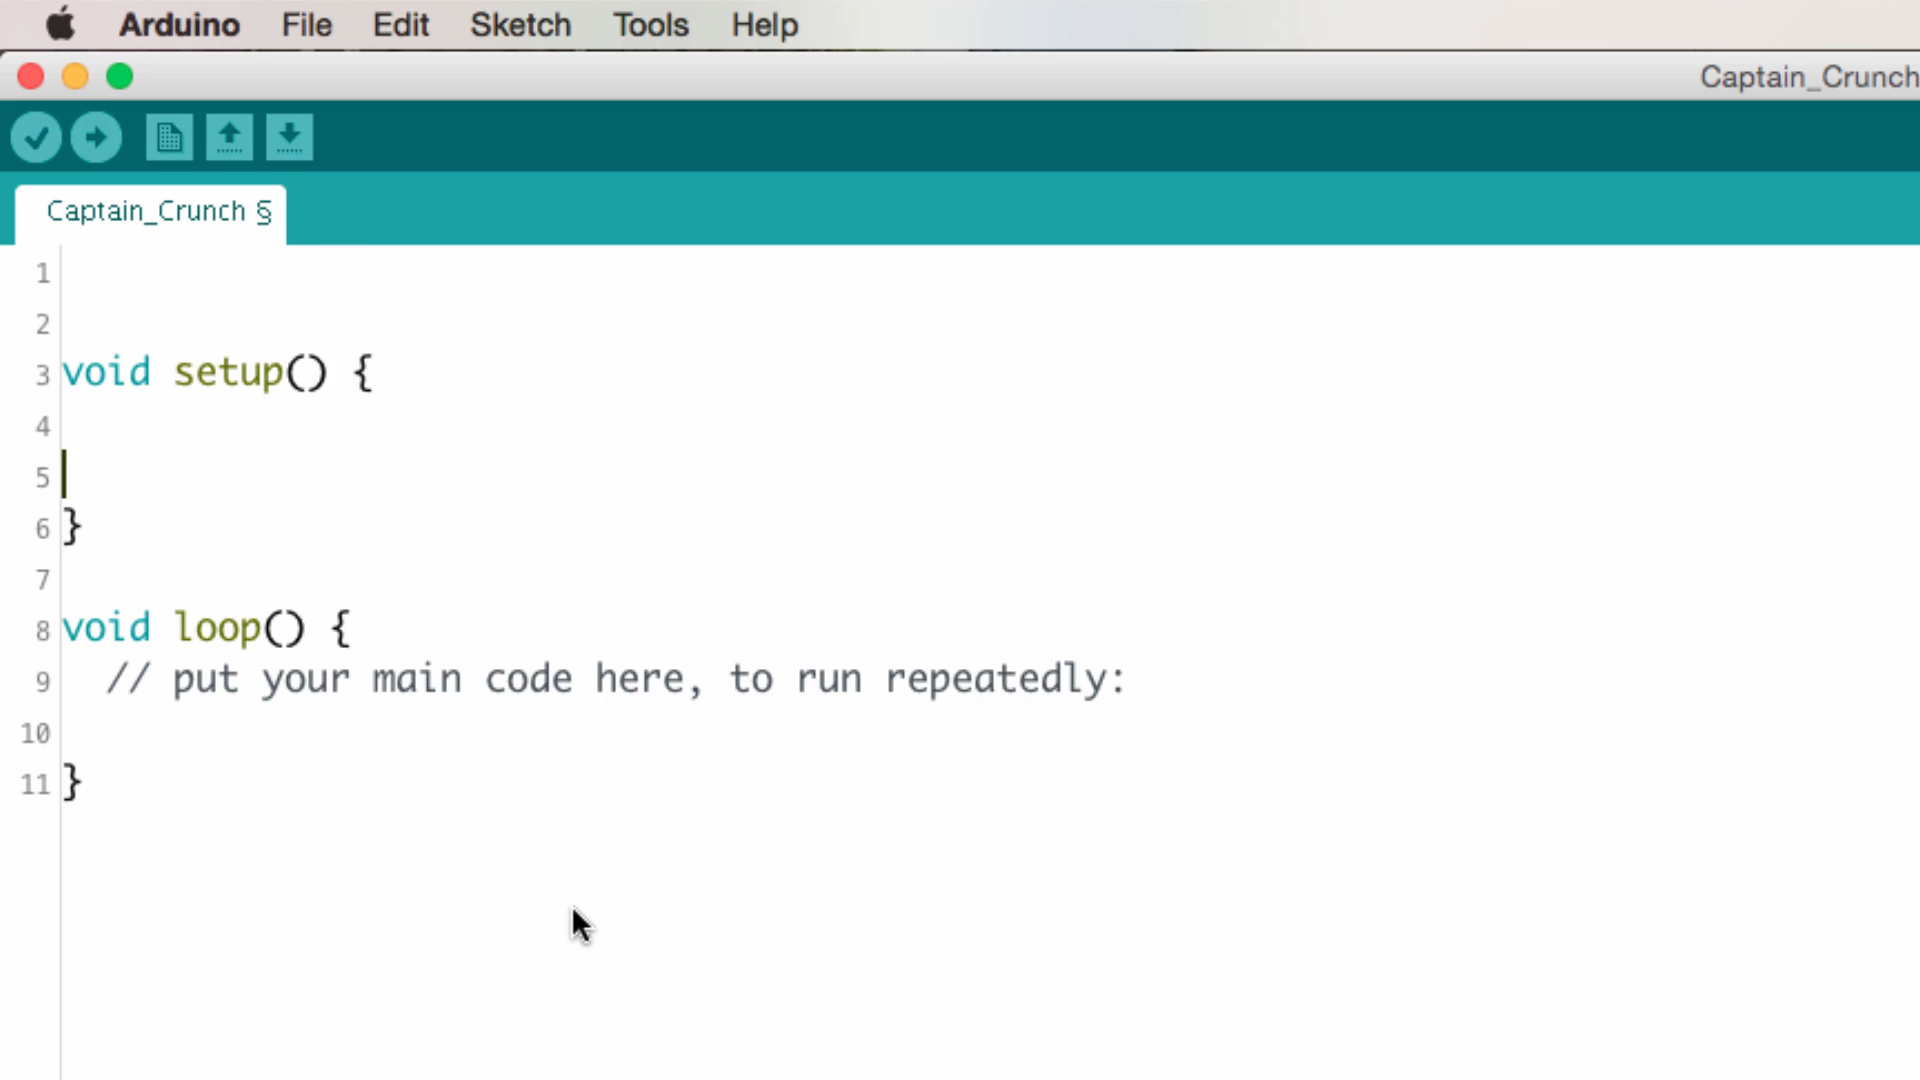 Arduino File Edit Sketch Tools Help
Captain_Crunch
Captain_Crunch §
1
2
3 void setup() {
4
5
6 }
7
8 void loop() {
9 // put your main code here, to run repeatedly:
10
11 }